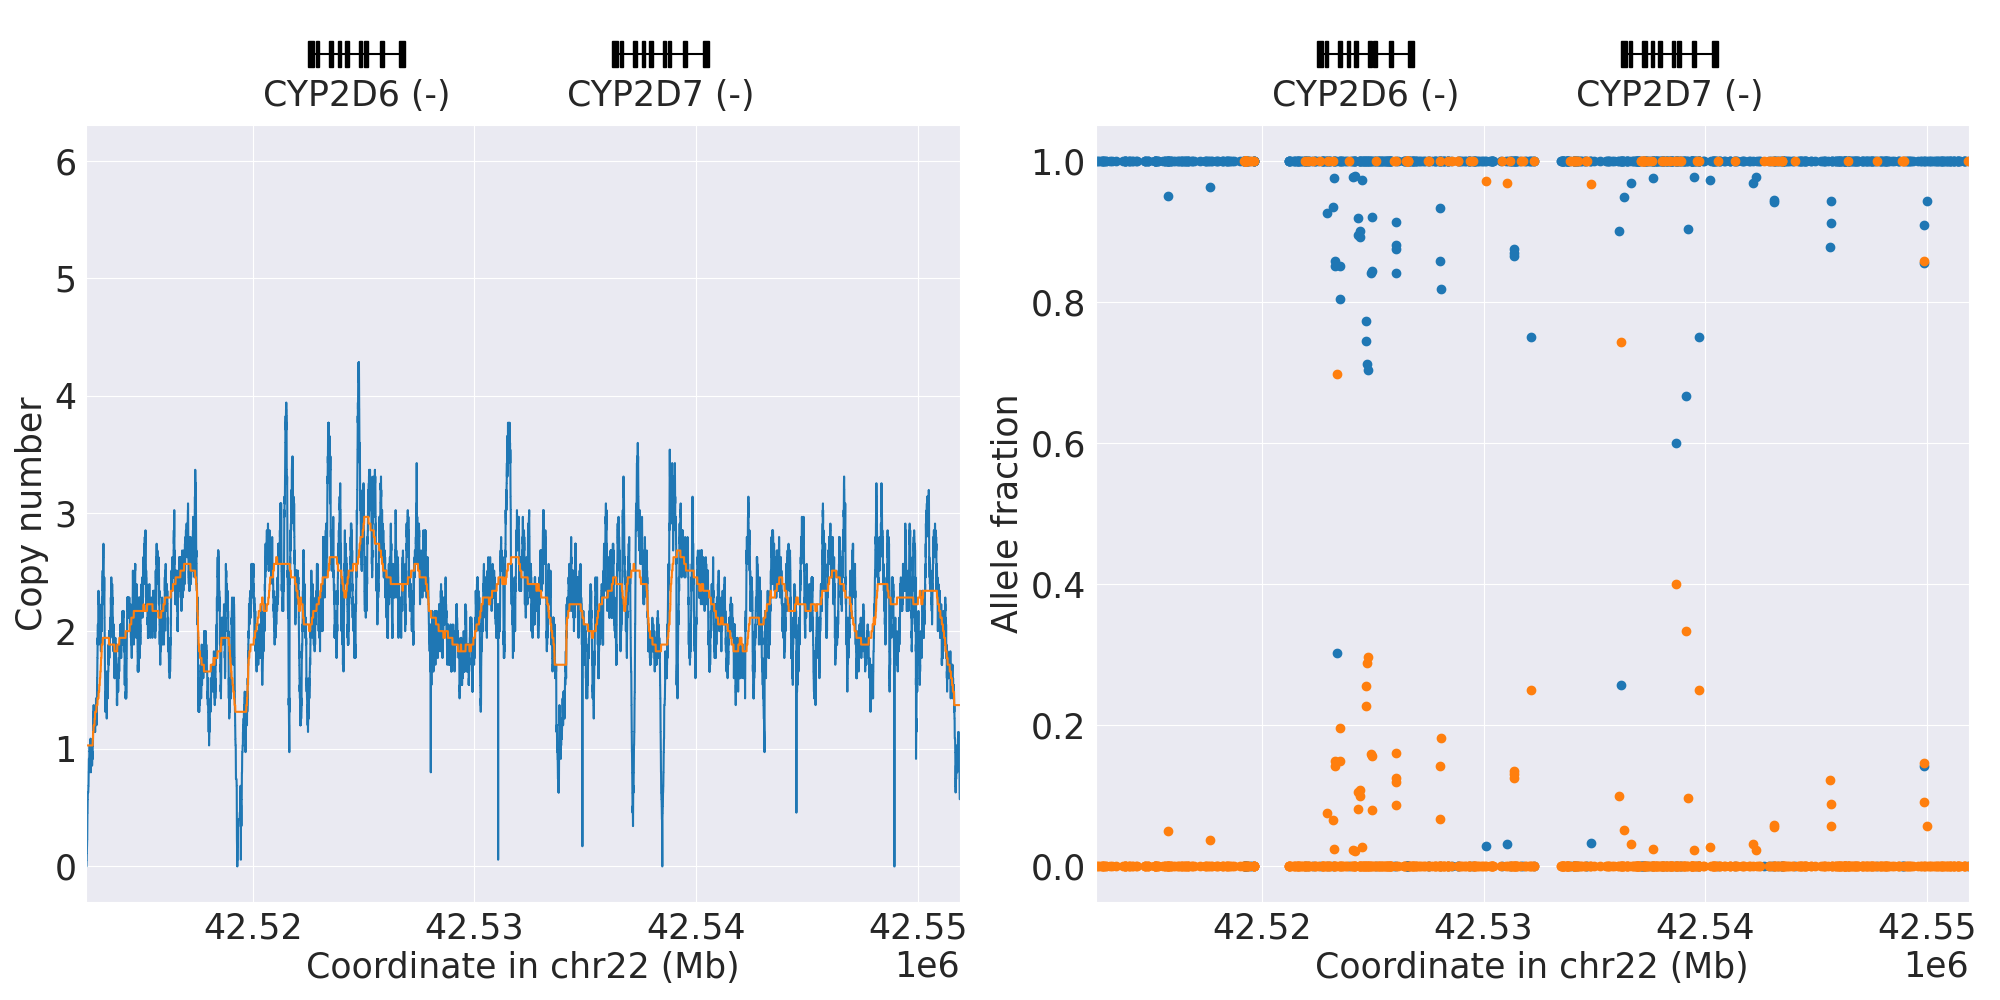 CYP2D6 (-) CYP2D7 (-)
6
5
4
3
2
1
0
Copy number
42.52 42.53 42.54 42.55
Coordinate in chr22 (Mb)
1e6
CYP2D6 (-) CYP2D7 (-)
1.0
0.8
0.6
0.4
0.2
0.0
Allele fraction
42.52 42.53 42.54 42.55
Coordinate in chr22 (Mb)
1e6